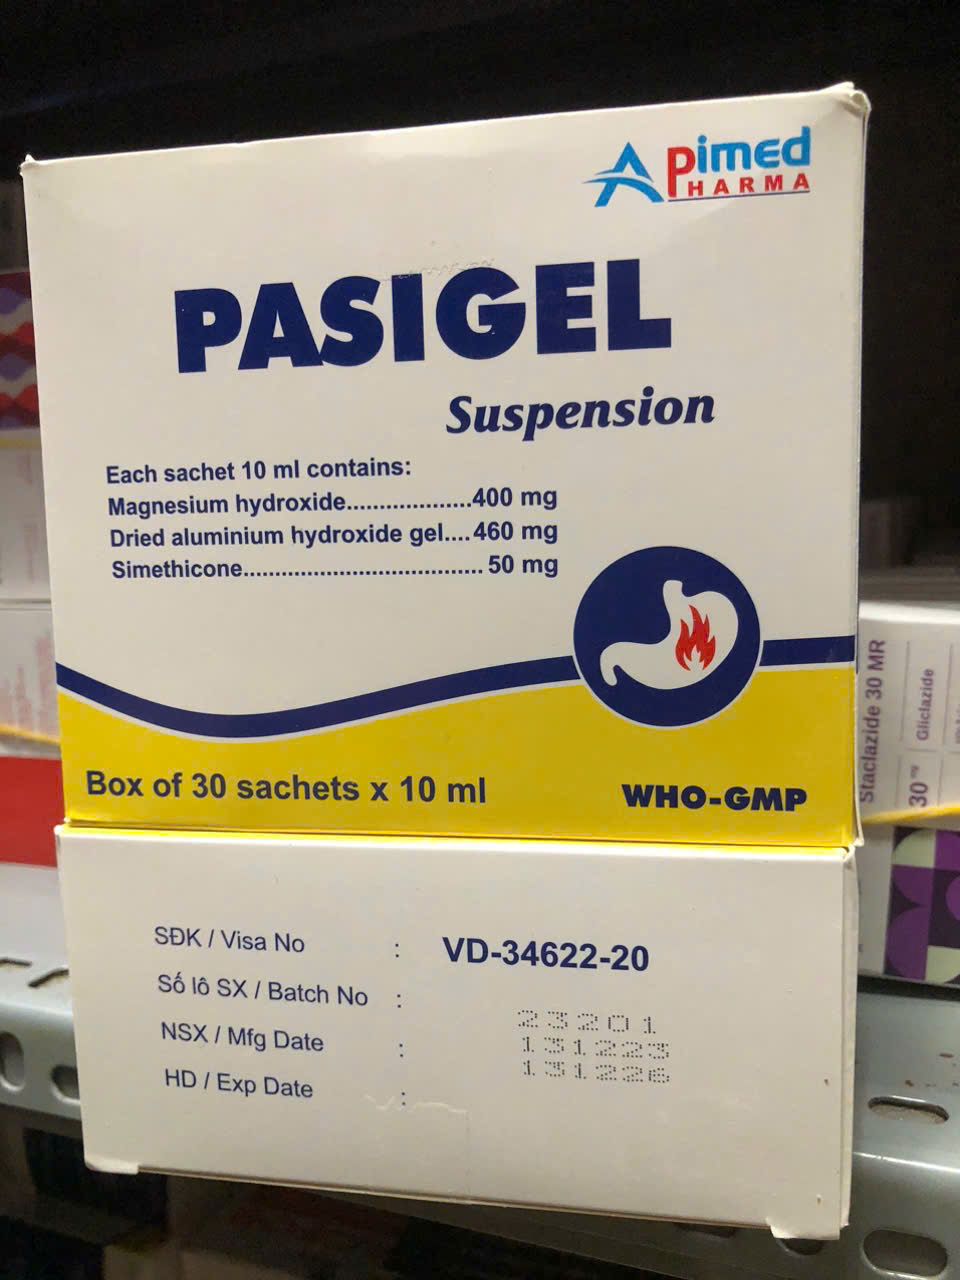 Apimed
PHARMA
PASIGEL
Suspension
Each sachet 10 ml contains:
Magnesium hydroxide...................400 mg
Dried aluminium hydroxide gel....460 mg
Simethicone...................................... 50 mg
Box of 30 sachets x 10 ml
WHO-GMP
SĐK / Visa No : VD-34622-20
Số lô SX / Batch No : 23201
NSX / Mfg Date : 131223
HD / Exp Date : 131226
Staclazide 30 MR
30 mg
Gliclazide